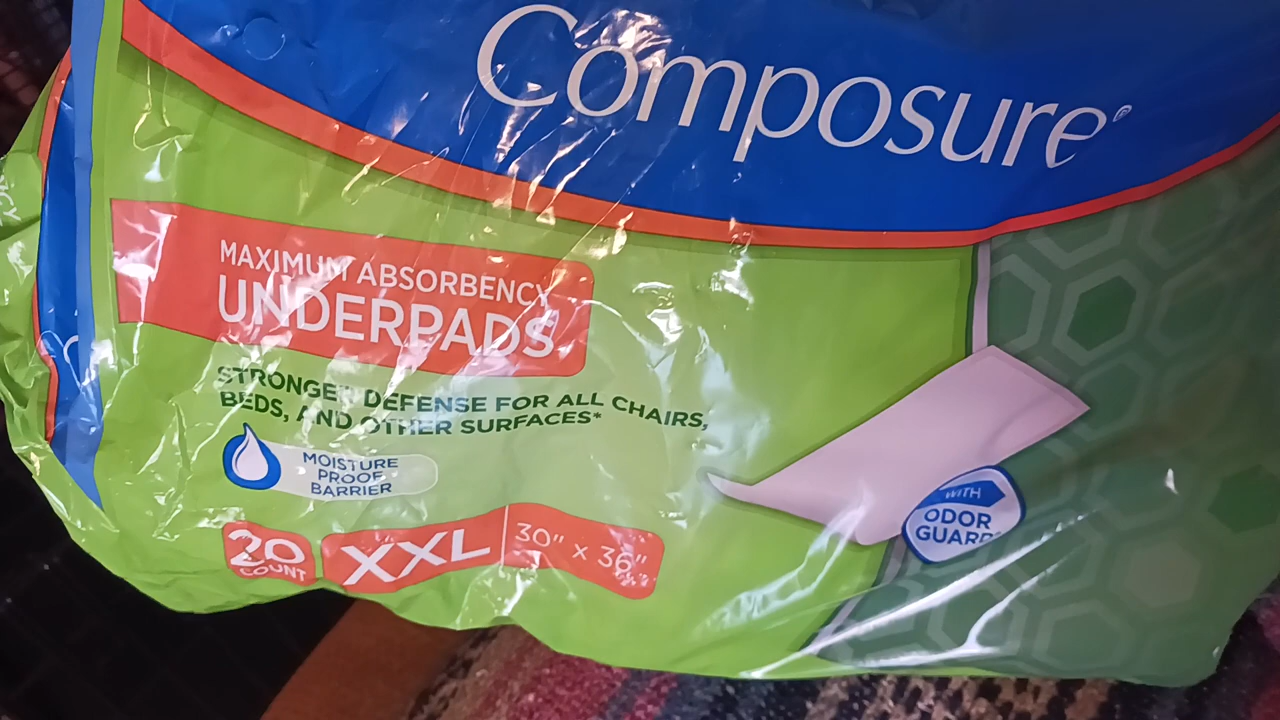 Composure®
MAXIMUM ABSORBENCY
UNDERPADS
STRONGER DEFENSE FOR ALL CHAIRS,
BEDS, AND OTHER SURFACES*
MOISTURE
PROOF
BARRIER
20
COUNT
XXL
30" x 36"
WITH
ODOR
GUARD